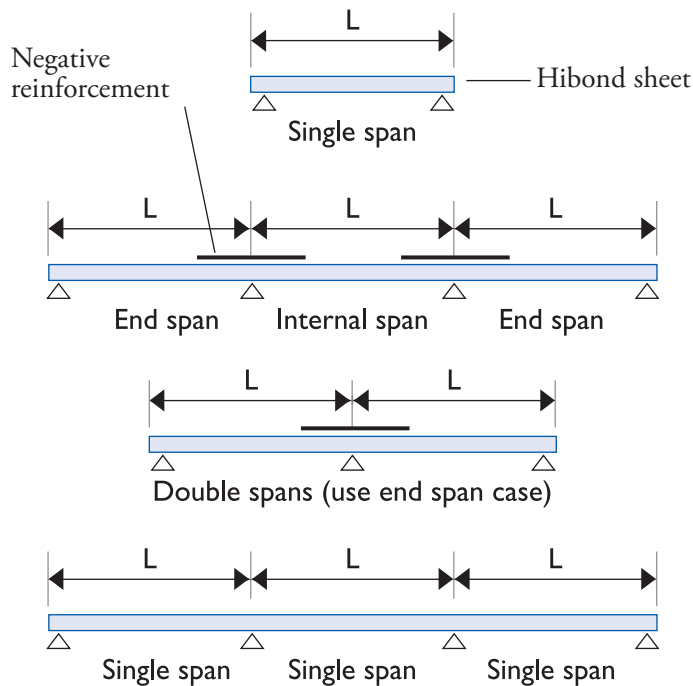 L
Negative
reinforcement
Hibond sheet
Single span
L L L
End span Internal span End span
L L
Double spans (use end span case)
L L L
Single span Single span Single span